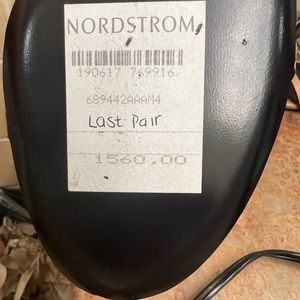 NORDSTROM
190617 769916
689442AAAM4
Last Pair
1560.00